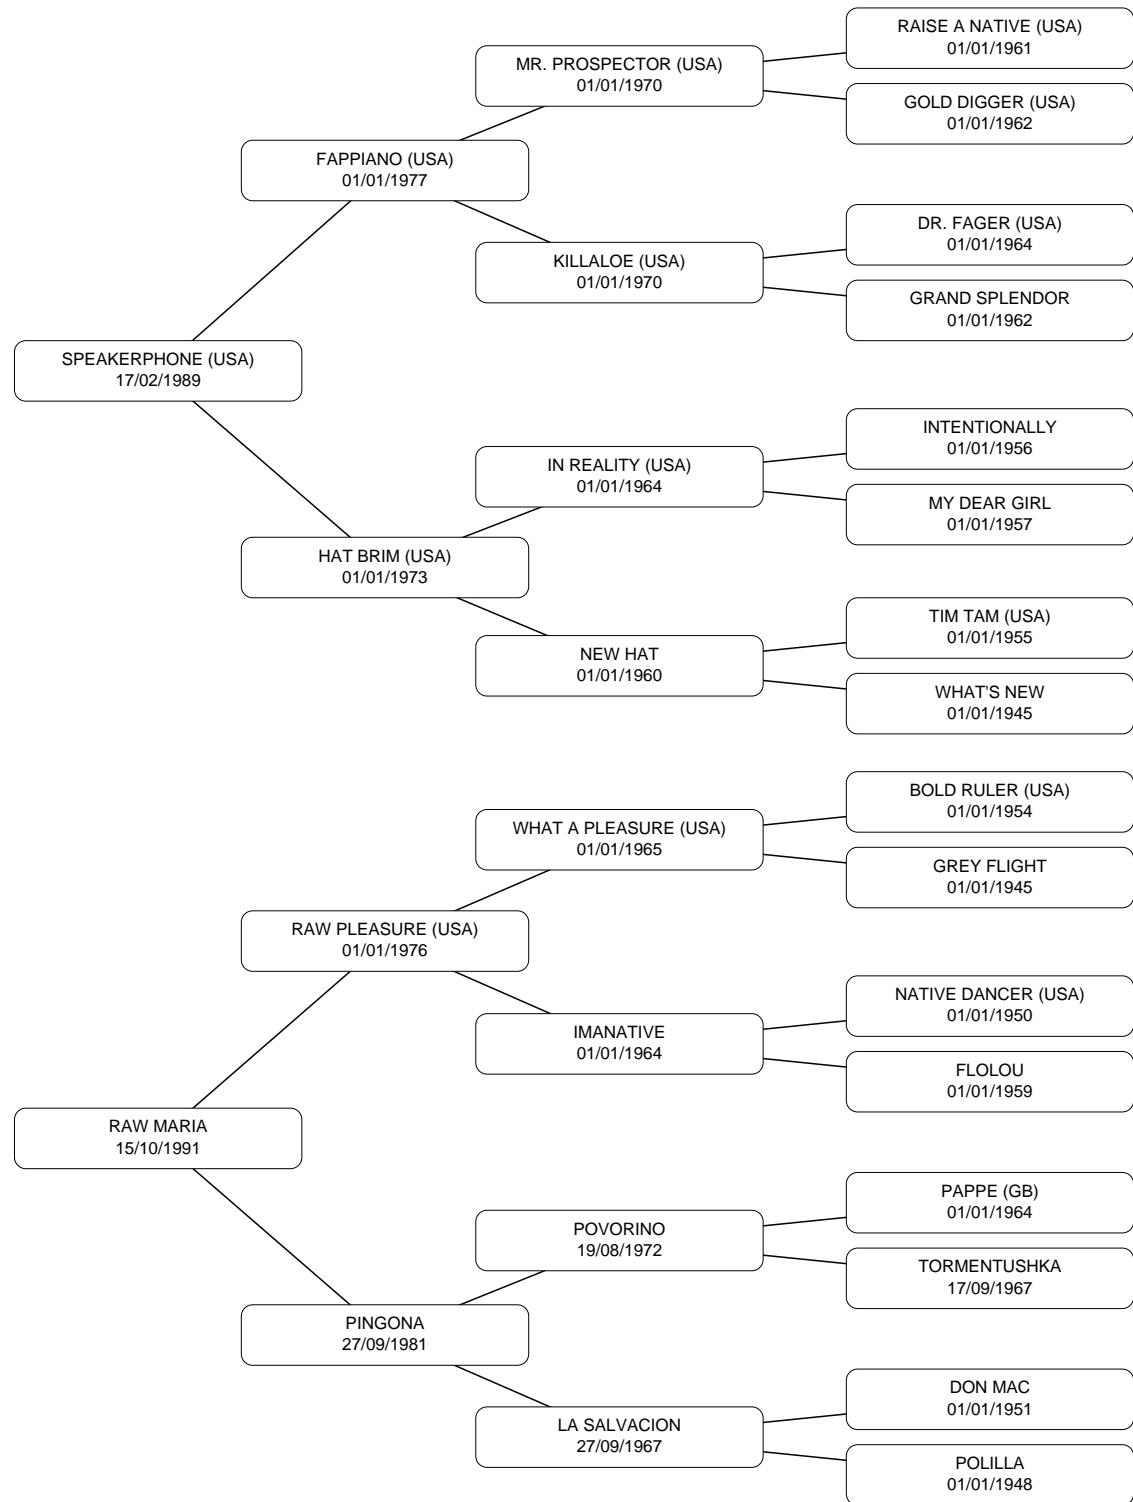 RAISE A NATIVE (USA)
01/01/1961
MR. PROSPECTOR (USA)
01/01/1970
GOLD DIGGER (USA)
01/01/1962
FAPPIANO (USA)
01/01/1977
DR. FAGER (USA)
01/01/1964
KILLALOE (USA)
01/01/1970
GRAND SPLENDOR
01/01/1962
SPEAKERPHONE (USA)
17/02/1989
INTENTIONALLY
01/01/1956
IN REALITY (USA)
01/01/1964
MY DEAR GIRL
01/01/1957
HAT BRIM (USA)
01/01/1973
TIM TAM (USA)
01/01/1955
NEW HAT
01/01/1960
WHAT'S NEW
01/01/1945
BOLD RULER (USA)
01/01/1954
WHAT A PLEASURE (USA)
01/01/1965
GREY FLIGHT
01/01/1945
RAW PLEASURE (USA)
01/01/1976
NATIVE DANCER (USA)
01/01/1950
IMANATIVE
01/01/1964
FLOLOU
01/01/1959
RAW MARIA
15/10/1991
PAPPE (GB)
01/01/1964
POVORINO
19/08/1972
TORMENTUSHKA
17/09/1967
PINGONA
27/09/1981
DON MAC
01/01/1951
LA SALVACION
27/09/1967
POLILLA
01/01/1948